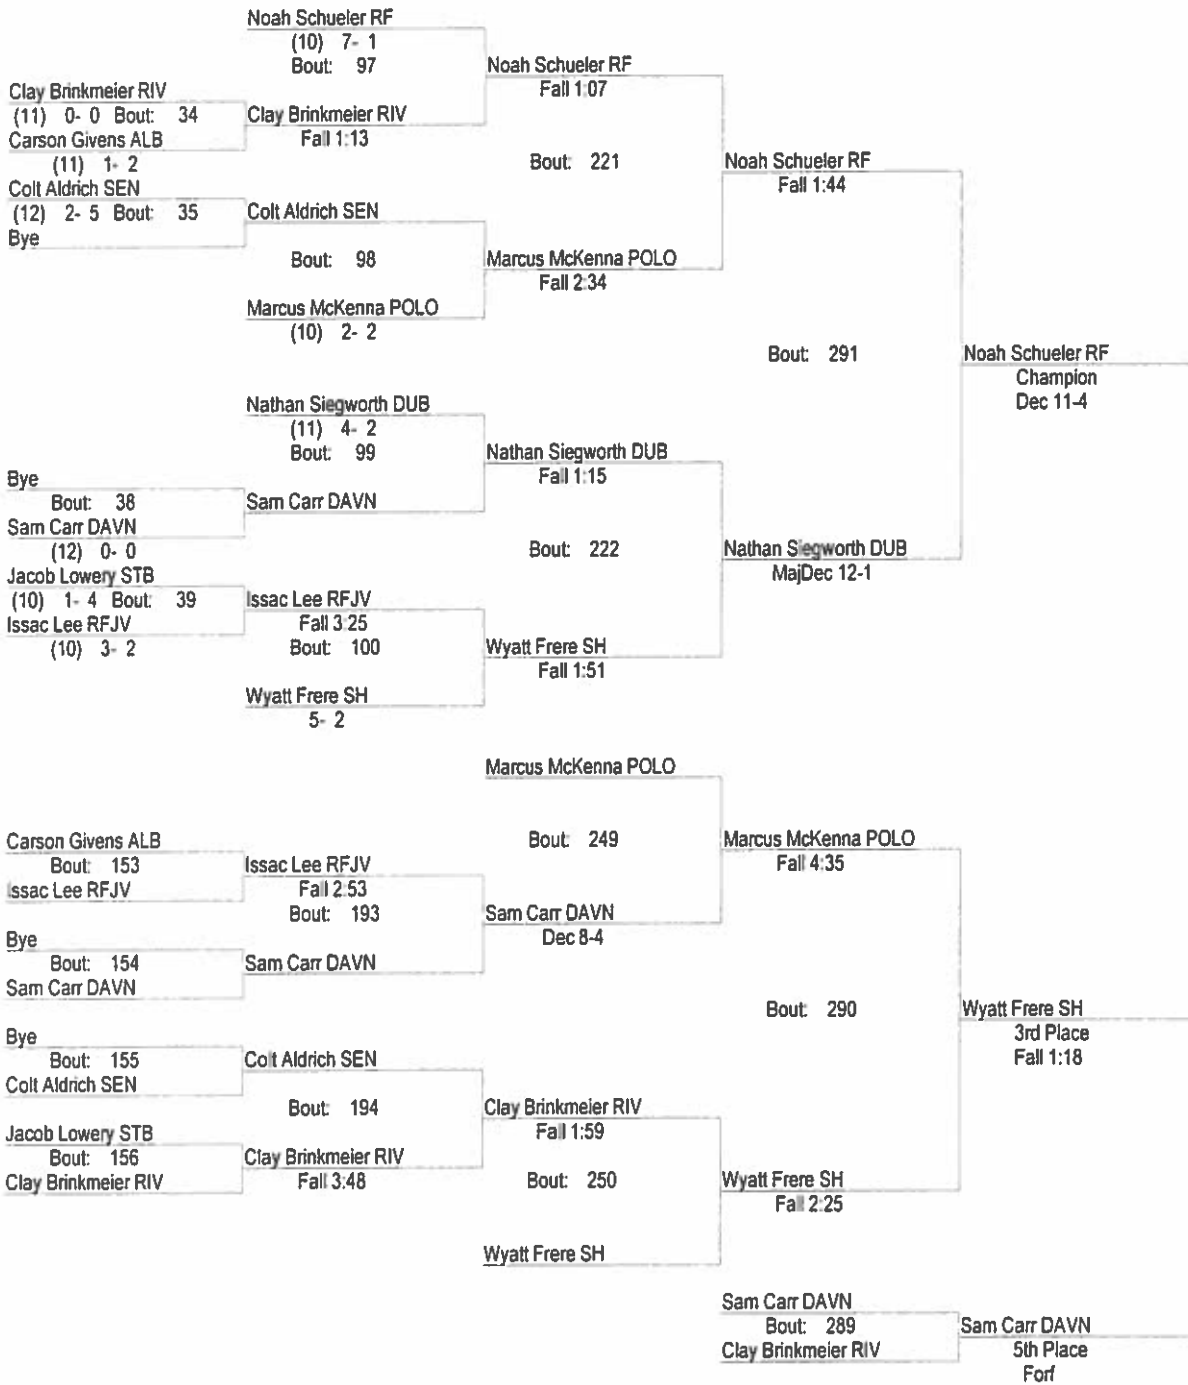 Noah Schueler RF
(10) 7- 1
Bout: 97
Noah Schueler RF
Fall 1:07
Clay Brinkmeier RIV
(11) 0- 0 Bout: 34
Clay Brinkmeier RIV
Fall 1:13
Carson Givens ALB
(11) 1- 2
Bout: 221
Noah Schueler RF
Fall 1:44
Colt Aldrich SEN
(12) 2- 5 Bout: 35
Colt Aldrich SEN
Bye
Bout: 98
Marcus McKenna POLO
Fall 2:34
Marcus McKenna POLO
(10) 2- 2
Bout: 291
Noah Schueler RF
Champion
Dec 11-4
Nathan Siegworth DUB
(11) 4- 2
Bout: 99
Nathan Siegworth DUB
Fall 1:15
Bye
Bout: 38
Sam Carr DAVN
Sam Carr DAVN
(12) 0- 0
Bout: 222
Nathan Siegworth DUB
MajDec 12-1
Jacob Lowery STB
(10) 1- 4 Bout: 39
Issac Lee RFJV
Fall 3:25
Issac Lee RFJV
(10) 3- 2
Bout: 100
Wyatt Frere SH
Fall 1:51
Wyatt Frere SH
5- 2
Marcus McKenna POLO
Bout: 249
Marcus McKenna POLO
Fall 4:35
Carson Givens ALB
Bout: 153
Issac Lee RFJV
Issac Lee RFJV
Fall 2:53
Bout: 193
Sam Carr DAVN
Dec 8-4
Bye
Bout: 154
Sam Carr DAVN
Sam Carr DAVN
Bout: 290
Wyatt Frere SH
3rd Place
Fall 1:18
Bye
Bout: 155
Colt Aldrich SEN
Colt Aldrich SEN
Bout: 194
Clay Brinkmeier RIV
Fall 1:59
Jacob Lowery STB
Bout: 156
Clay Brinkmeier RIV
Clay Brinkmeier RIV
Fall 3:48
Bout: 250
Wyatt Frere SH
Fall 2:25
Wyatt Frere SH
Sam Carr DAVN
Bout: 289
Clay Brinkmeier RIV
Sam Carr DAVN
5th Place
Forf